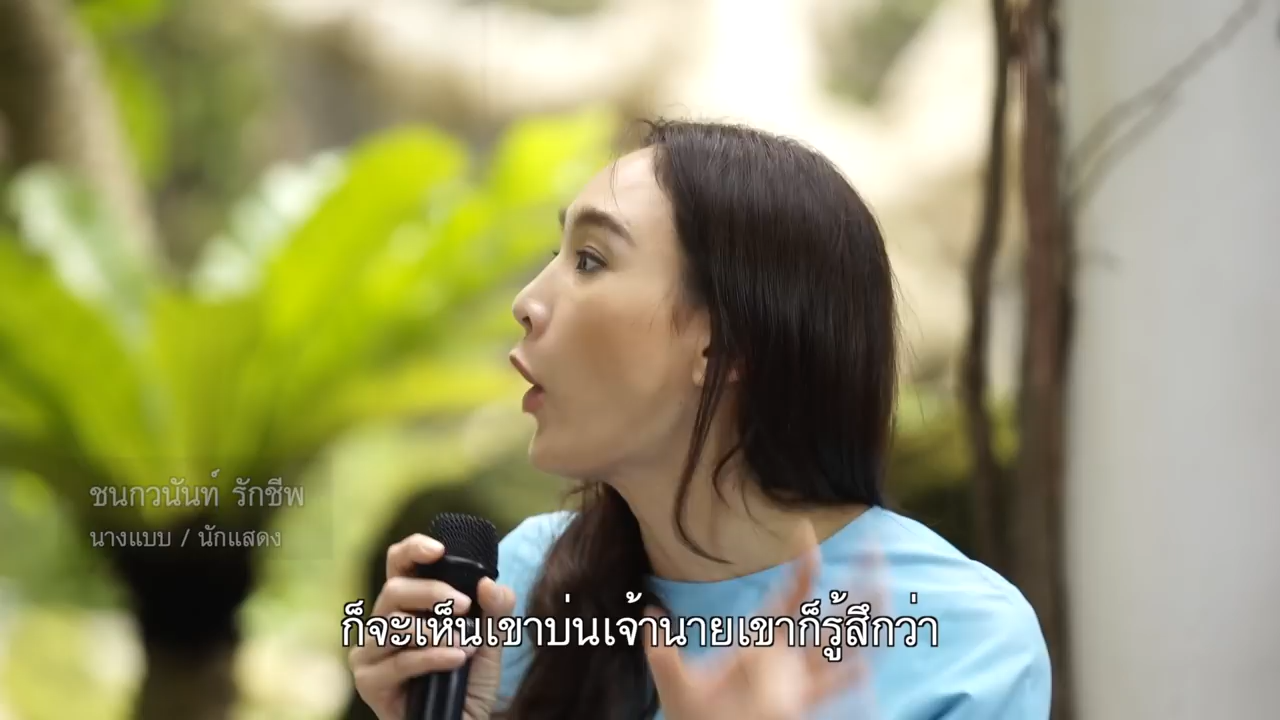 ชนกวนันท์ รักชีพ
นางแบบ / นักแสดง
ก็จะเห็นเขาบ่นเจ้านายเขาก็รู้สึกว่า